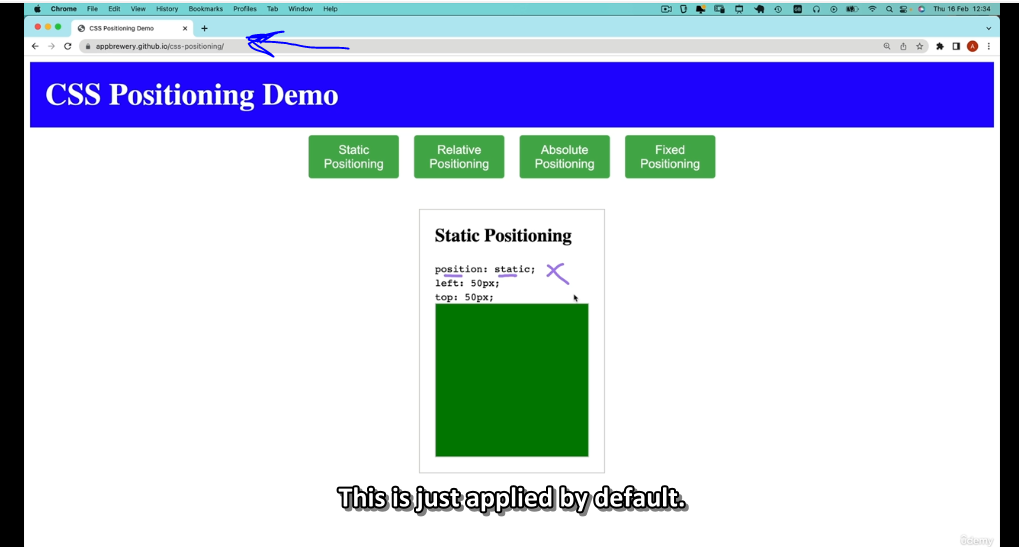 Chrome File Edit View History Bookmarks Profiles Tab Window Help Thu 16 Feb 12:34
CSS Positioning Demo
appbrewery.github.io/css-positioning/
CSS Positioning Demo
Static Positioning
Relative Positioning
Absolute Positioning
Fixed Positioning
Static Positioning
position: static;
left: 50px;
top: 50px;
This is just applied by default.
ûdemy